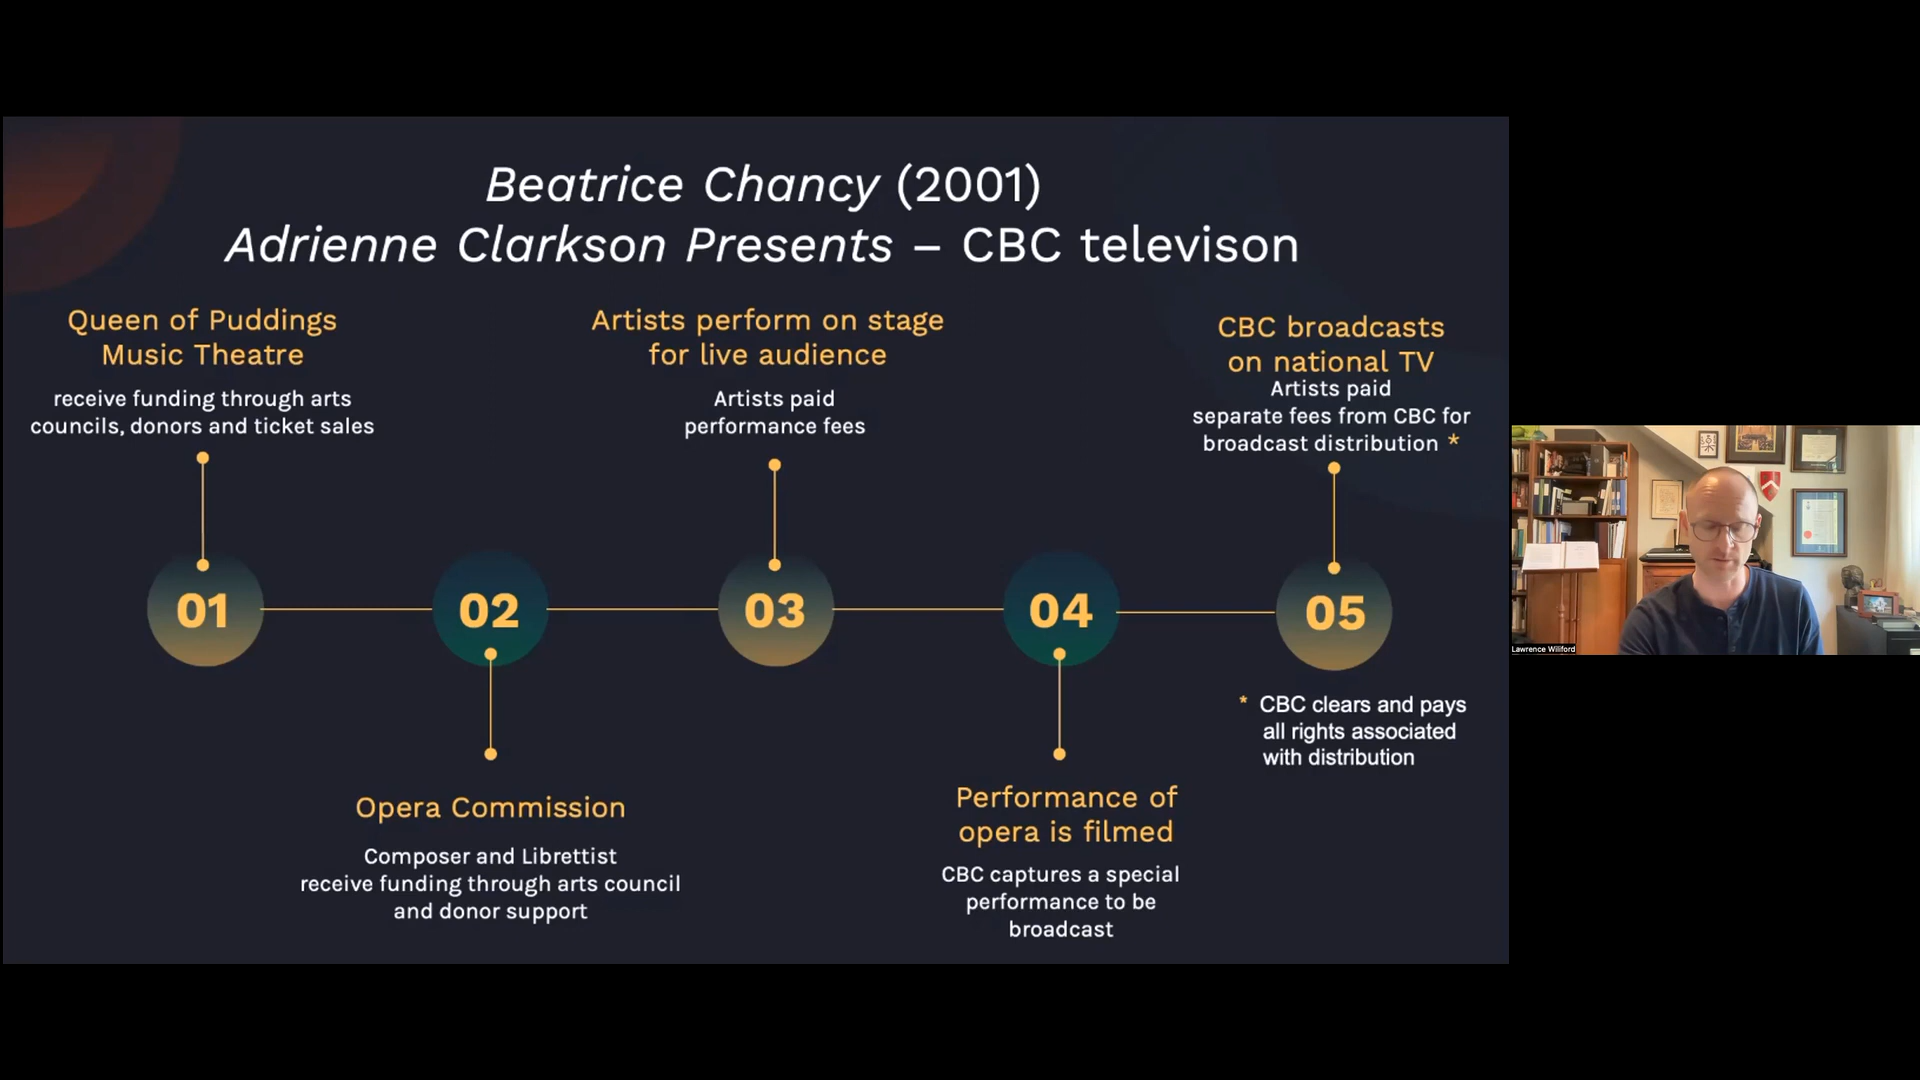 Beatrice Chancy (2001)
Adrienne Clarkson Presents – CBC televison
Queen of Puddings
Music Theatre
receive funding through arts
councils, donors and ticket sales
Artists perform on stage
for live audience
Artists paid
performance fees
CBC broadcasts
on national TV
Artists paid
separate fees from CBC for
broadcast distribution *
01
02
03
04
05
* CBC clears and pays
all rights associated
with distribution
Opera Commission
Composer and Librettist
receive funding through arts council
and donor support
Performance of
opera is filmed
CBC captures a special
performance to be
broadcast
Lawrence Wiliford